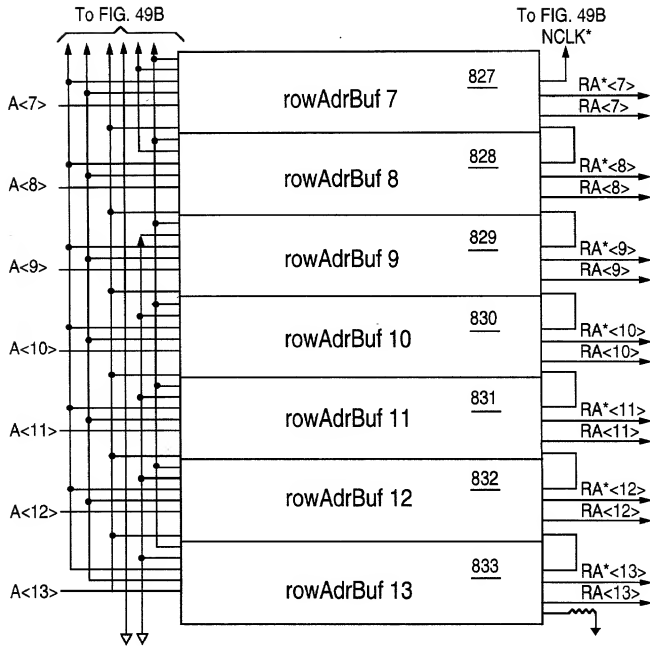 To FIG. 49B
To FIG. 49B
NCLK*
827
rowAdrBuf 7
A<7>
RA*<7>
RA<7>
828
rowAdrBuf 8
A<8>
RA*<8>
RA<8>
829
rowAdrBuf 9
A<9>
RA*<9>
RA<9>
830
rowAdrBuf 10
A<10>
RA*<10>
RA<10>
831
rowAdrBuf 11
A<11>
RA*<11>
RA<11>
832
rowAdrBuf 12
A<12>
RA*<12>
RA<12>
833
rowAdrBuf 13
A<13>
RA*<13>
RA<13>